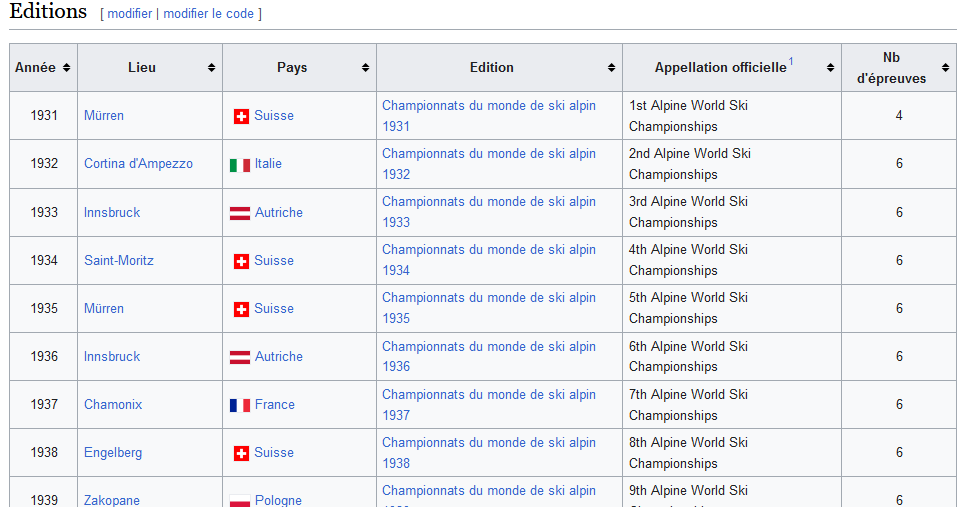 Editions [ modifier | modifier le code ]
Année Lieu Pays Edition Appellation officielle1 Nb
d'épreuves
1931 Mürren Suisse Championnats du monde de ski alpin 1st Alpine World Ski 4
1931 Championships
1932 Cortina d'Ampezzo Italie Championnats du monde de ski alpin 2nd Alpine World Ski 6
1932 Championships
1933 Innsbruck Autriche Championnats du monde de ski alpin 3rd Alpine World Ski 6
1933 Championships
1934 Saint-Moritz Suisse Championnats du monde de ski alpin 4th Alpine World Ski 6
1934 Championships
1935 Mürren Suisse Championnats du monde de ski alpin 5th Alpine World Ski 6
1935 Championships
1936 Innsbruck Autriche Championnats du monde de ski alpin 6th Alpine World Ski 6
1936 Championships
1937 Chamonix France Championnats du monde de ski alpin 7th Alpine World Ski 6
1937 Championships
1938 Engelberg Suisse Championnats du monde de ski alpin 8th Alpine World Ski 6
1938 Championships
1939 Zakopane Pologne Championnats du monde de ski alpin 9th Alpine World Ski 6